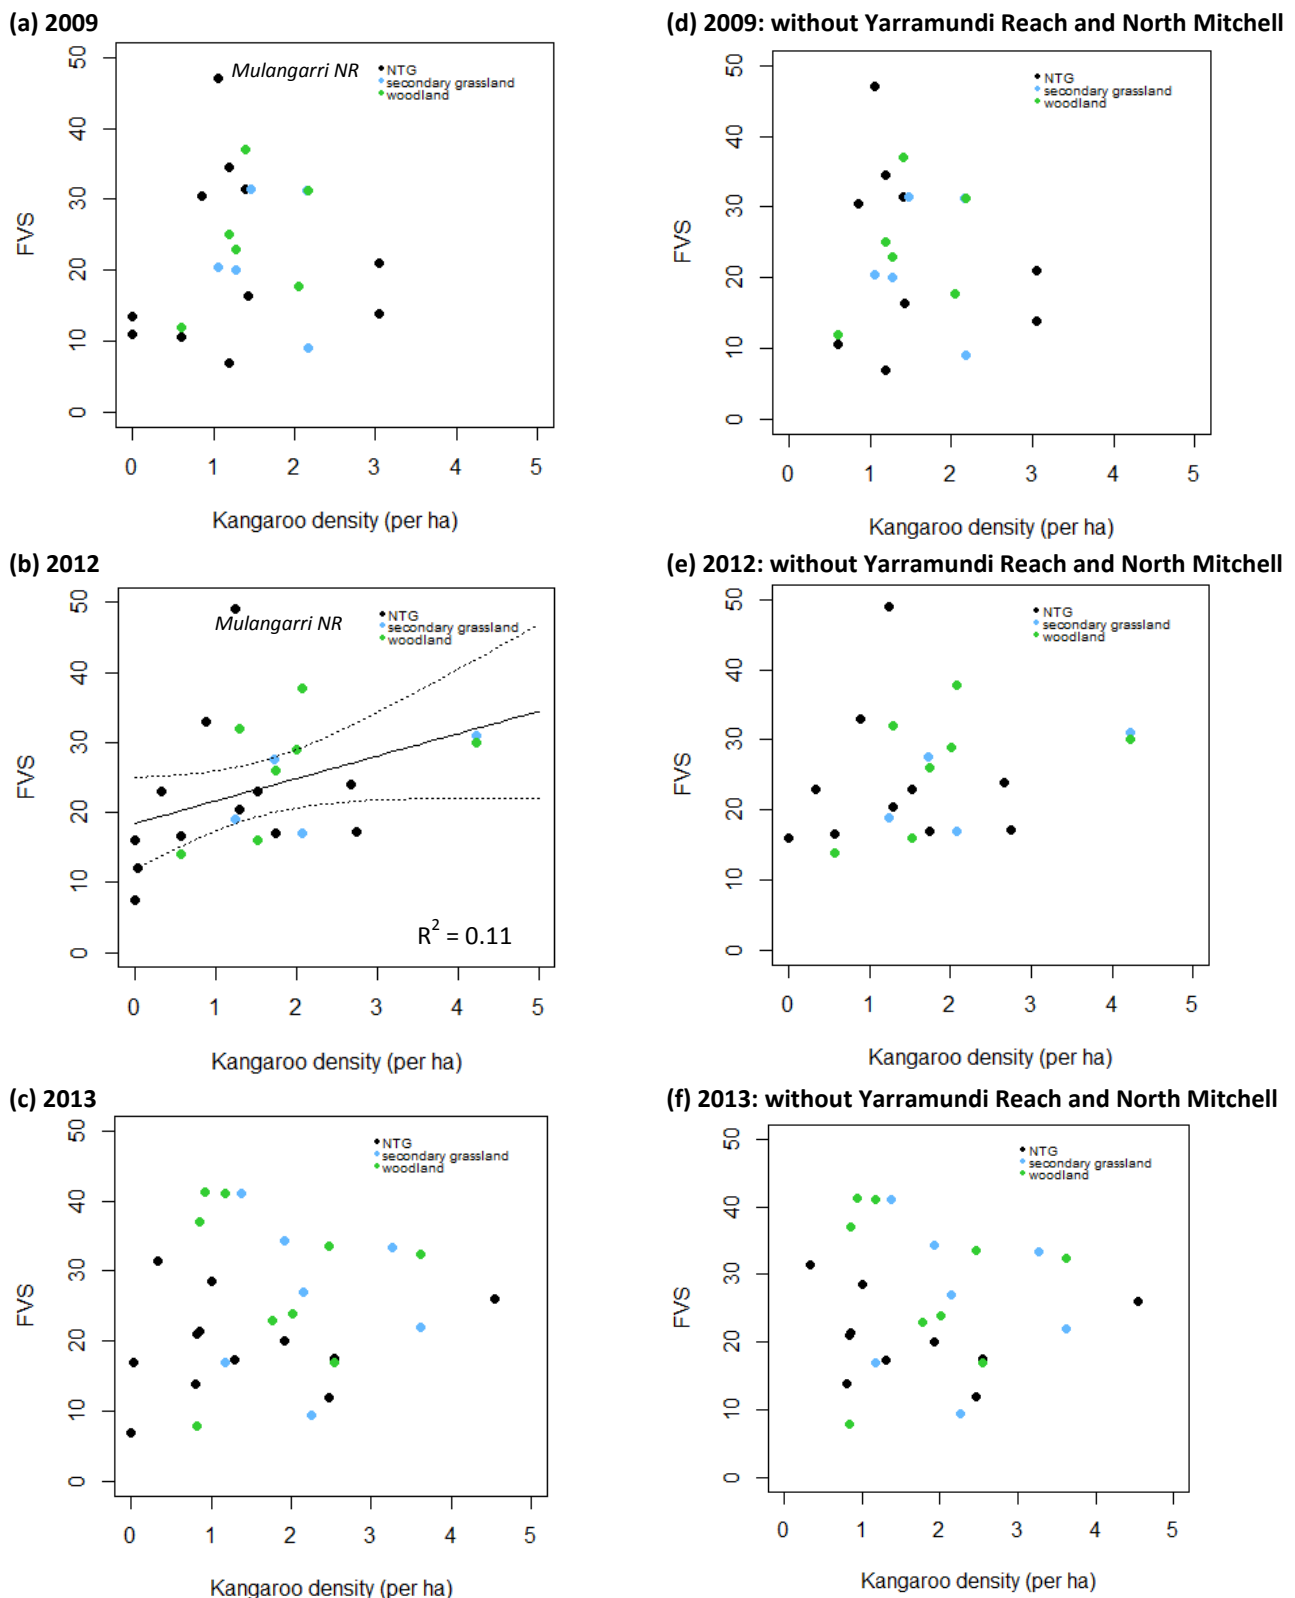 (a) 2009
50
40
30
20
10
0
FVS
Mulangarri NR
NTG
secondary grassland
woodland
0 1 2 3 4 5
Kangaroo density (per ha)
(d) 2009: without Yarramundi Reach and North Mitchell
50
40
30
20
10
0
FVS
NTG
secondary grassland
woodland
0 1 2 3 4 5
Kangaroo density (per ha)
(b) 2012
50
40
30
20
10
0
FVS
Mulangarri NR
NTG
secondary grassland
woodland
R² = 0.11
0 1 2 3 4 5
Kangaroo density (per ha)
(e) 2012: without Yarramundi Reach and North Mitchell
50
40
30
20
10
0
FVS
NTG
secondary grassland
woodland
0 1 2 3 4 5
Kangaroo density (per ha)
(c) 2013
50
40
30
20
10
0
FVS
NTG
secondary grassland
woodland
0 1 2 3 4 5
Kangaroo density (per ha)
(f) 2013: without Yarramundi Reach and North Mitchell
50
40
30
20
10
0
FVS
NTG
secondary grassland
woodland
0 1 2 3 4 5
Kangaroo density (per ha)